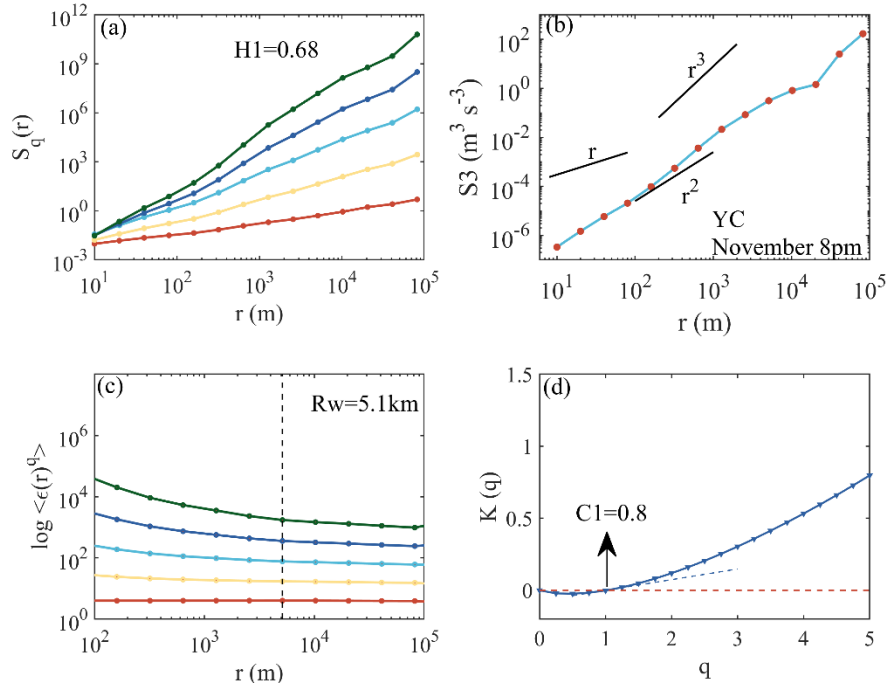 (a)
H1=0.68
S_q(r)
10^9
10^6
10^3
10^0
10^-3
10^1 10^2 10^3 10^4 10^5
r (m)
(b)
S3 (m^3 s^-3)
10^2
10^0
10^-2
10^-4
10^-6
r
r^3
r^2
YC
November 8pm
10^1 10^2 10^3 10^4 10^5
r (m)
(c)
Rw=5.1km
log <ϵ(r)^q>
10^6
10^4
10^2
10^0
10^2 10^3 10^4 10^5
r (m)
(d)
K (q)
1.5
1
0.5
0
C1=0.8
0 1 2 3 4 5
q